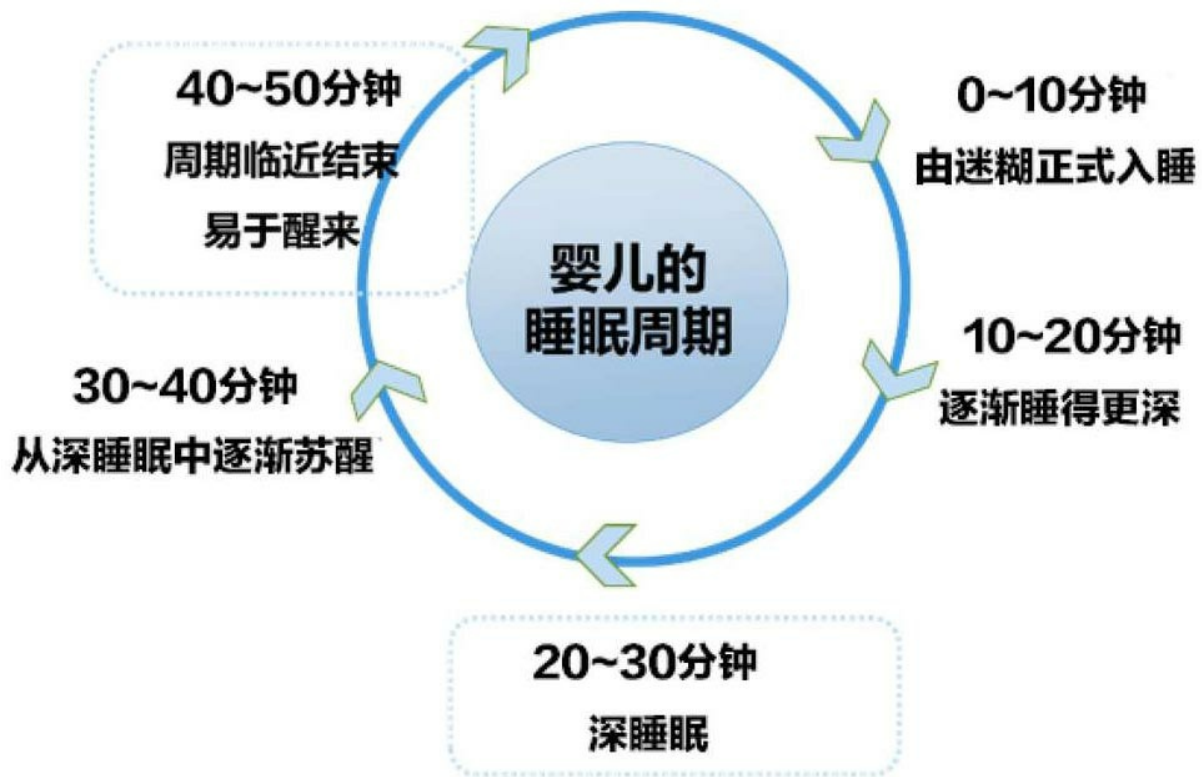 婴儿的
睡眠周期
0~10分钟
由迷糊正式入睡
10~20分钟
逐渐睡得更深
20~30分钟
深睡眠
30~40分钟
从深睡眠中逐渐苏醒
40~50分钟
周期临近结束
易于醒来